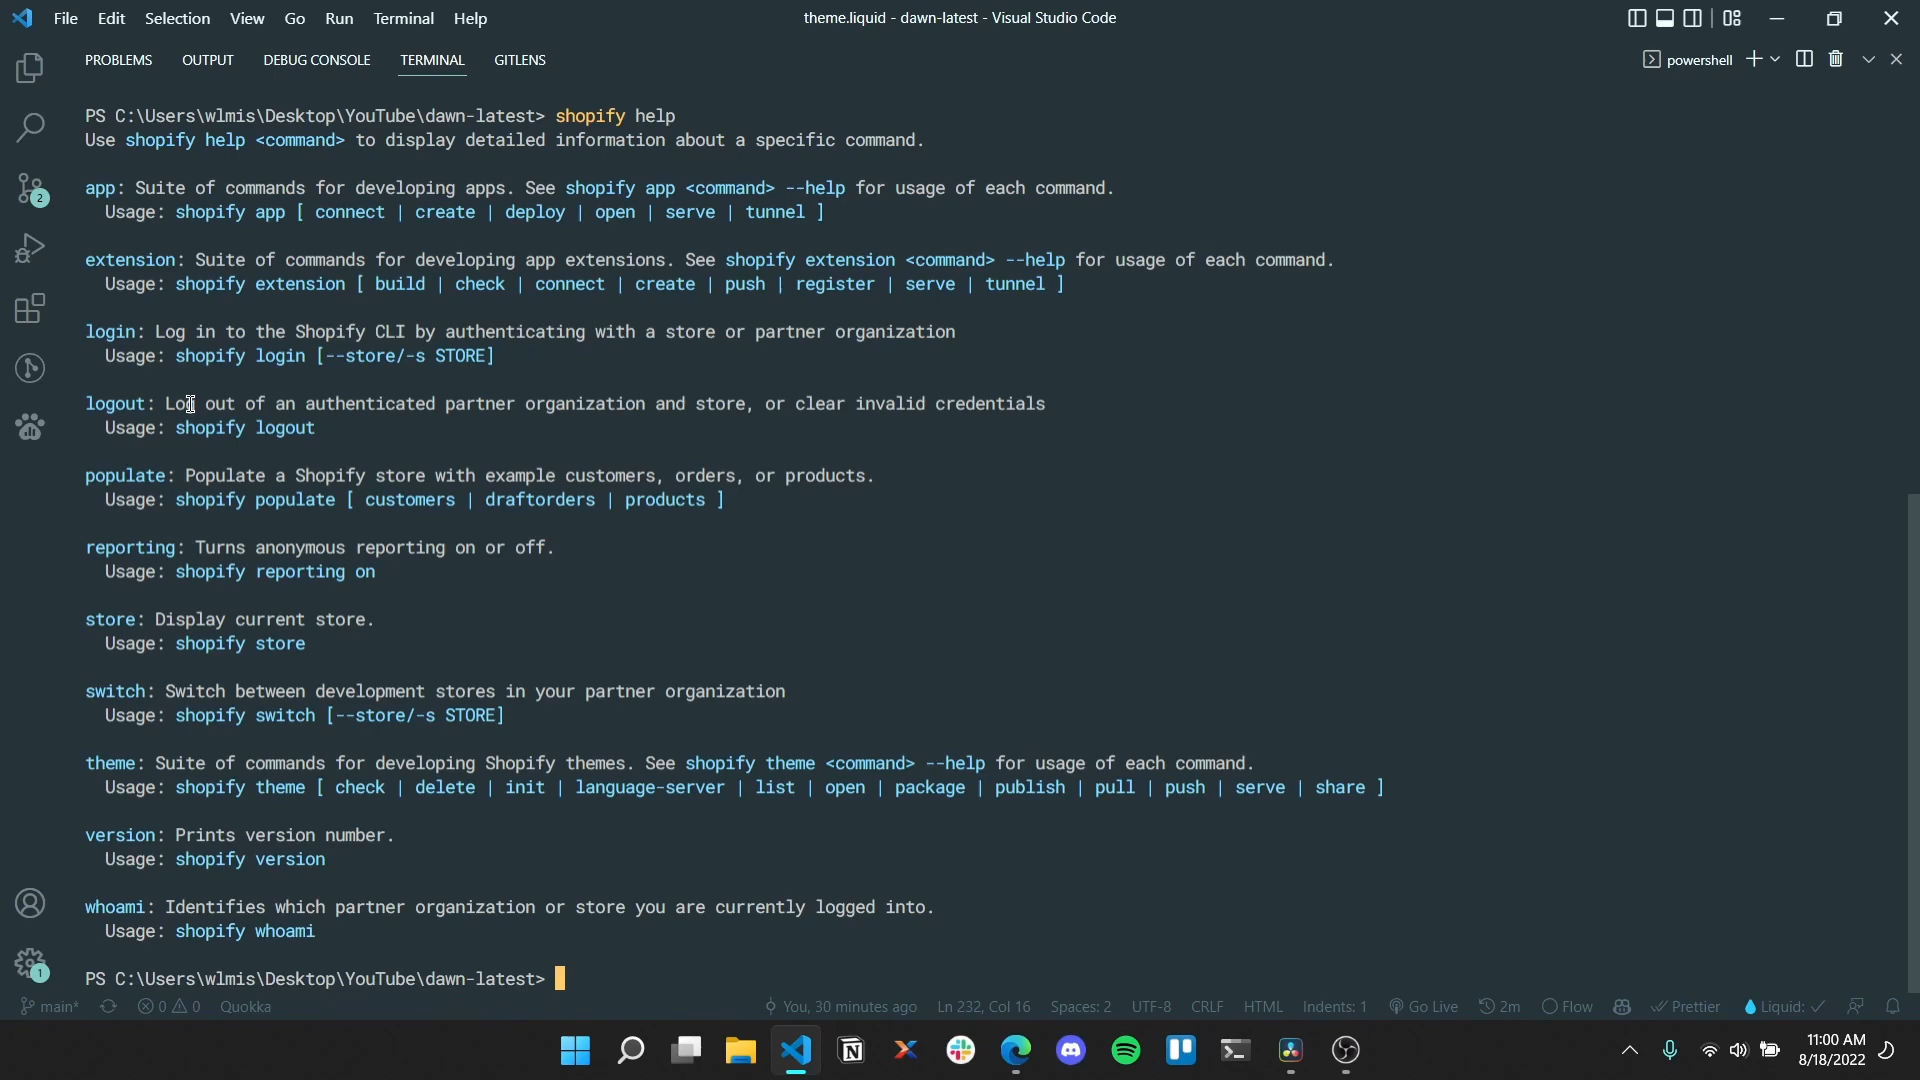 File Edit Selection View Go Run Terminal Help theme.liquid - dawn-latest - Visual Studio Code
PROBLEMS OUTPUT DEBUG CONSOLE TERMINAL GITLENS powershell
PS C:\Users\wlmis\Desktop\YouTube\dawn-latest> shopify help
Use shopify help <command> to display detailed information about a specific command.
app: Suite of commands for developing apps. See shopify app <command> --help for usage of each command.
Usage: shopify app [ connect | create | deploy | open | serve | tunnel ]
extension: Suite of commands for developing app extensions. See shopify extension <command> --help for usage of each command.
Usage: shopify extension [ build | check | connect | create | push | register | serve | tunnel ]
login: Log in to the Shopify CLI by authenticating with a store or partner organization
Usage: shopify login [--store/-s STORE]
logout: Log out of an authenticated partner organization and store, or clear invalid credentials
Usage: shopify logout
populate: Populate a Shopify store with example customers, orders, or products.
Usage: shopify populate [ customers | draftorders | products ]
reporting: Turns anonymous reporting on or off.
Usage: shopify reporting on
store: Display current store.
Usage: shopify store
switch: Switch between development stores in your partner organization
Usage: shopify switch [--store/-s STORE]
theme: Suite of commands for developing Shopify themes. See shopify theme <command> --help for usage of each command.
Usage: shopify theme [ check | delete | init | language-server | list | open | package | publish | pull | push | serve | share ]
version: Prints version number.
Usage: shopify version
whoami: Identifies which partner organization or store you are currently logged into.
Usage: shopify whoami
PS C:\Users\wlmis\Desktop\YouTube\dawn-latest>
2
1
main* 0 0 Quokka You, 30 minutes ago Ln 232, Col 16 Spaces: 2 UTF-8 CRLF HTML Indents: 1 Go Live 2m Flow Prettier Liquid:
11:00 AM
8/18/2022